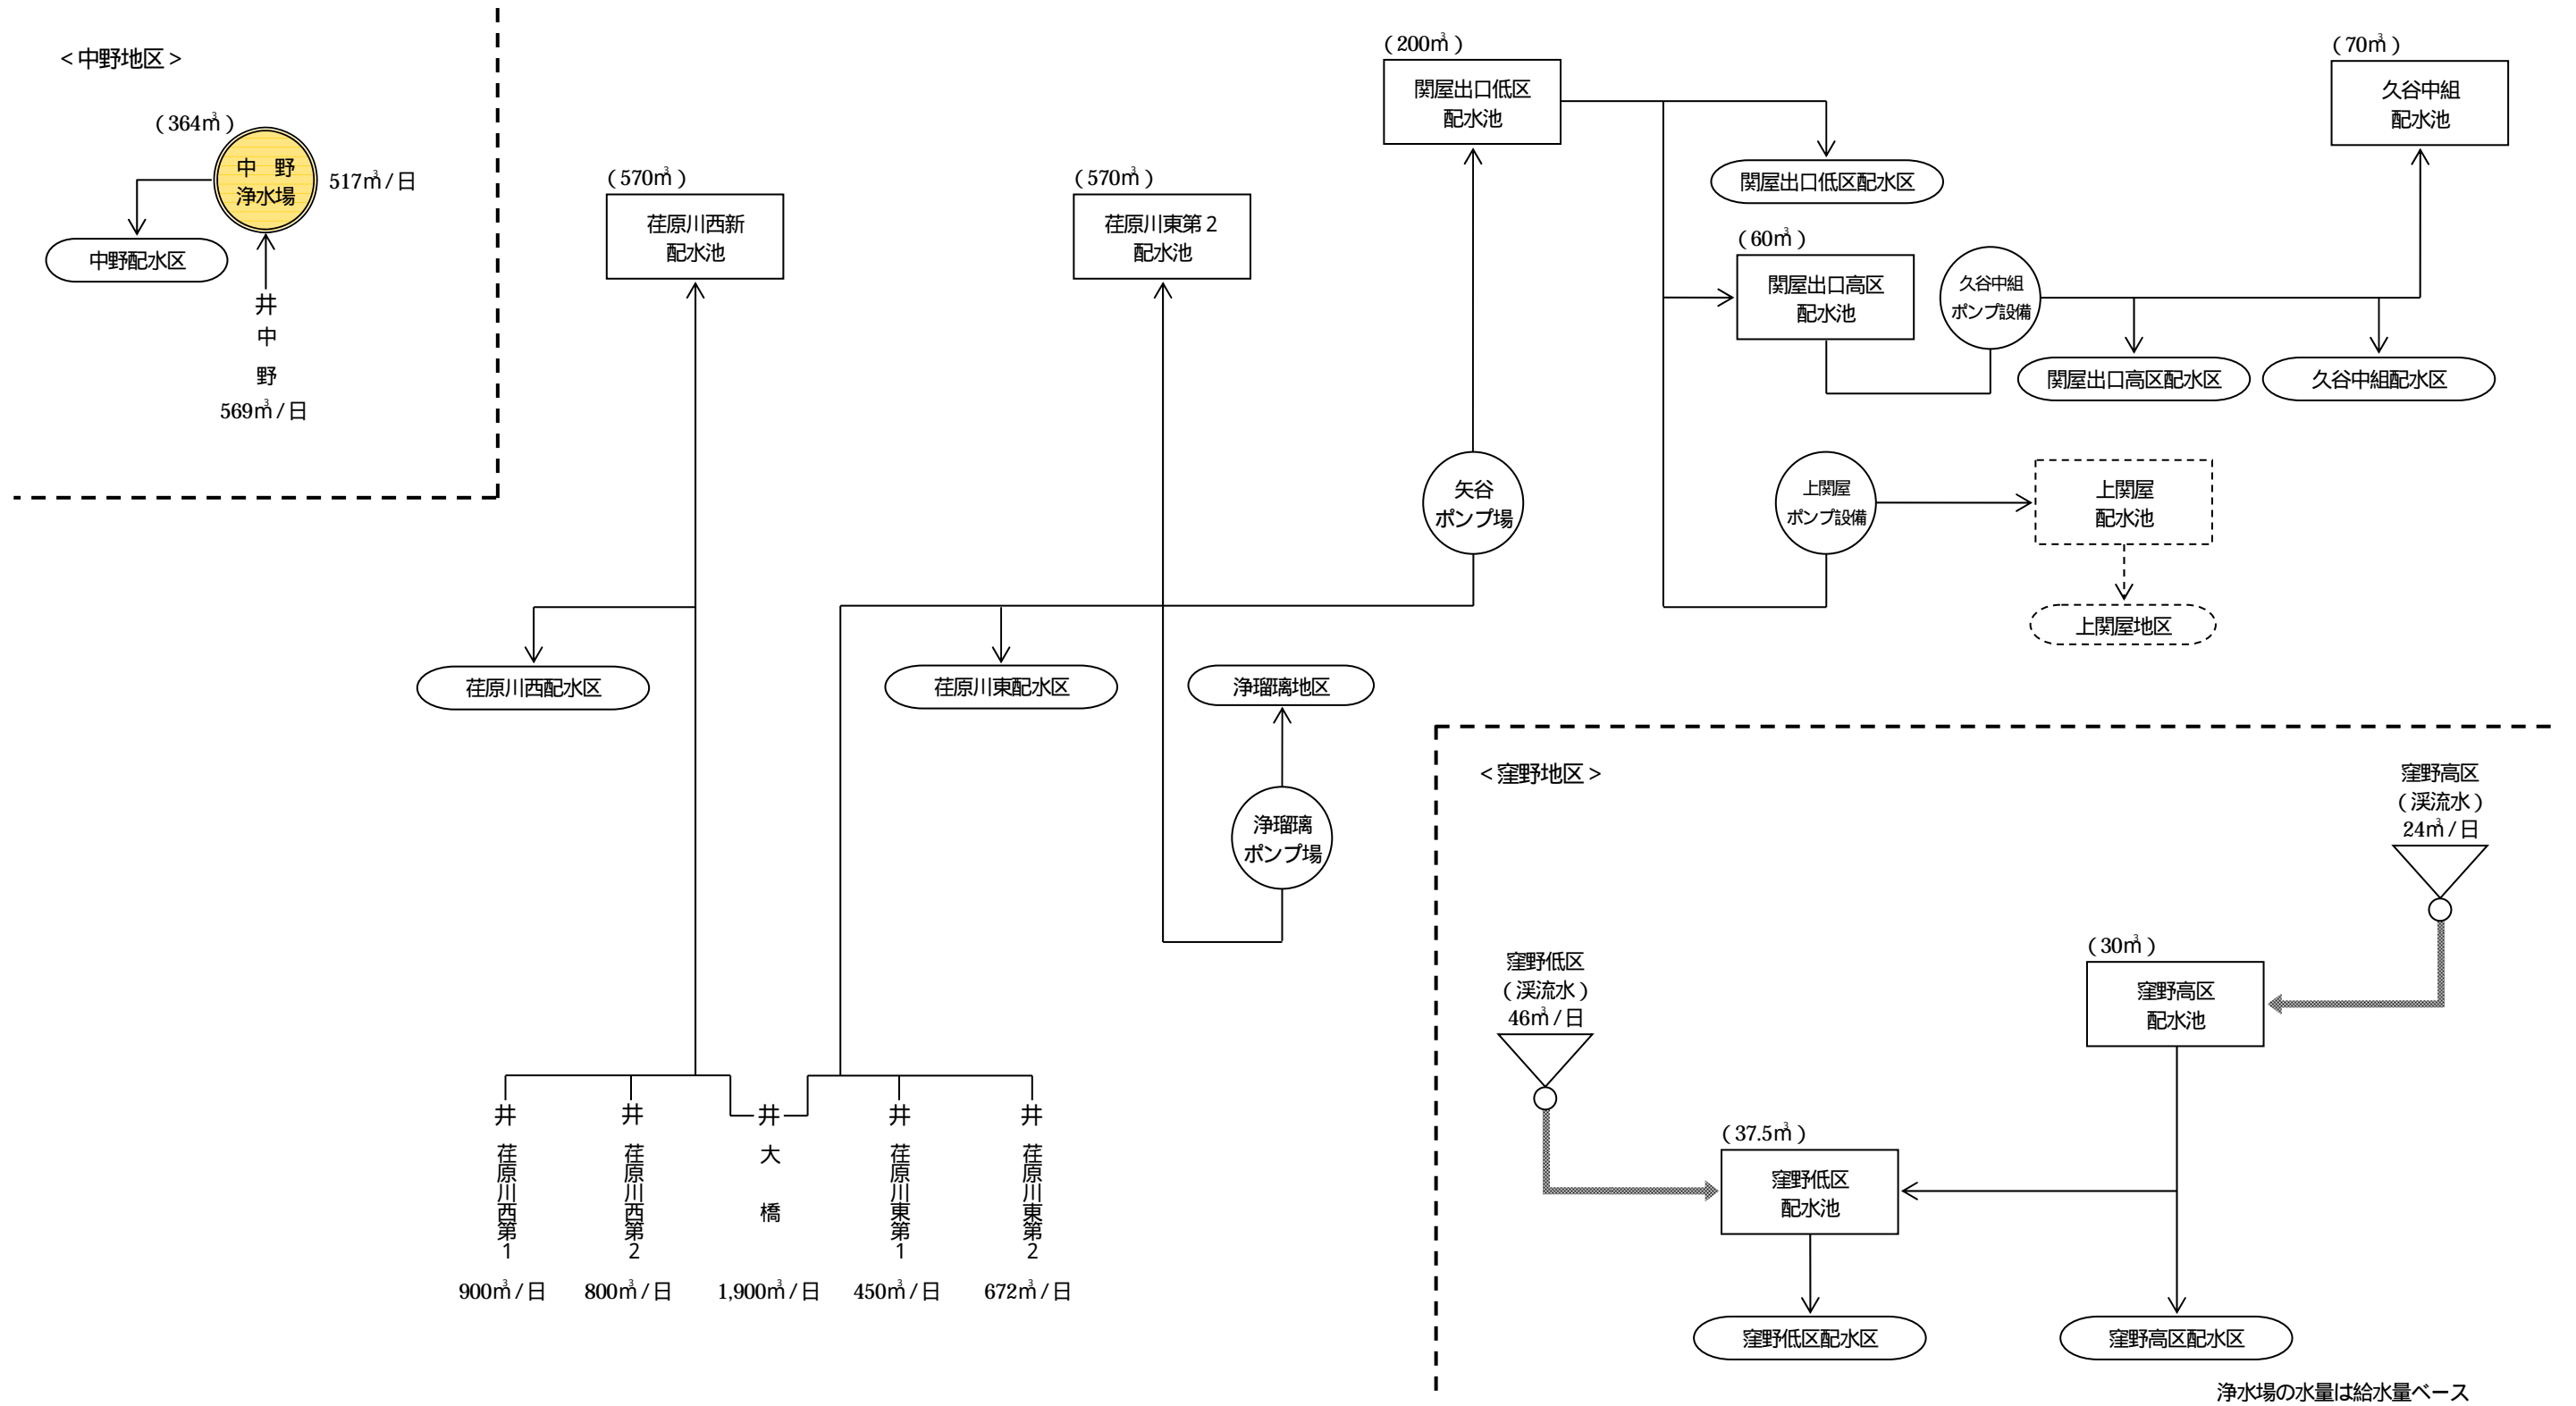 ＜中野地区＞
（364㎥）
中　野
浄水場
517㎥/日
中野配水区
井
中
野
569㎥/日
（570㎥）
荏原川西新
配水池
（570㎥）
荏原川東第２
配水池
（200㎥）
関屋出口低区
配水池
関屋出口低区配水区
（60㎥）
関屋出口高区
配水池
久谷中組
ポンプ設備
（70㎥）
久谷中組
配水池
関屋出口高区配水区
久谷中組配水区
矢谷
ポンプ場
上関屋
ポンプ設備
上関屋
配水池
上関屋地区
荏原川西配水区
荏原川東配水区
浄瑠璃地区
浄瑠璃
ポンプ場
井
荏原川西第1
900㎥/日
井
荏原川西第2
800㎥/日
井
大
橋
1,900㎥/日
井
荏原川東第1
450㎥/日
井
荏原川東第2
672㎥/日
＜窪野地区＞
窪野高区
（渓流水）
24㎥/日
（30㎥）
窪野高区
配水池
窪野低区
（渓流水）
46㎥/日
（37.5㎥）
窪野低区
配水池
窪野低区配水区
窪野高区配水区
浄水場の水量は給水量ベース